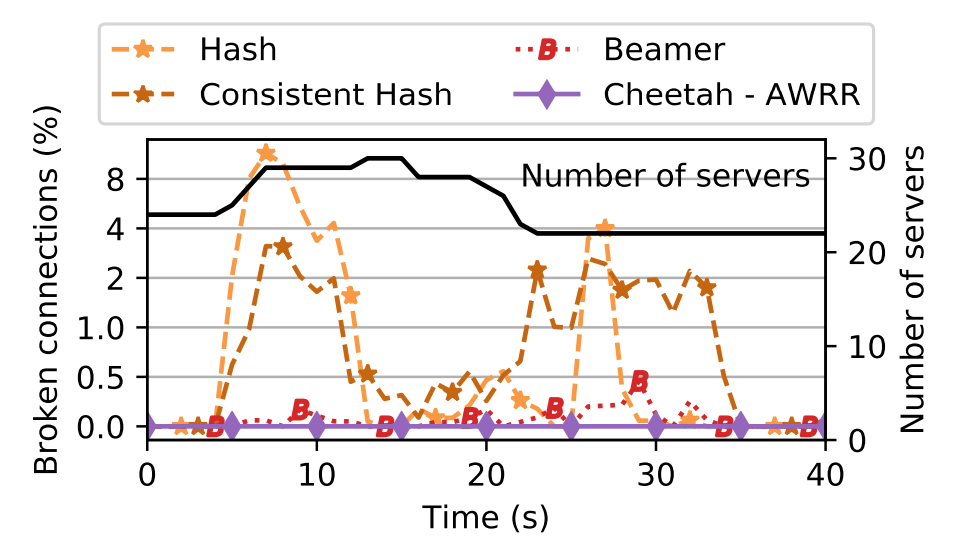 Hash
Consistent Hash
B Beamer
Cheetah - AWRR
Broken connections (%)
8
4
2
1.0
0.5
0.0
Number of servers
B
B
B
B
B
B
B
B
30
20
10
0
Number of servers
0 10 20 30 40
Time (s)